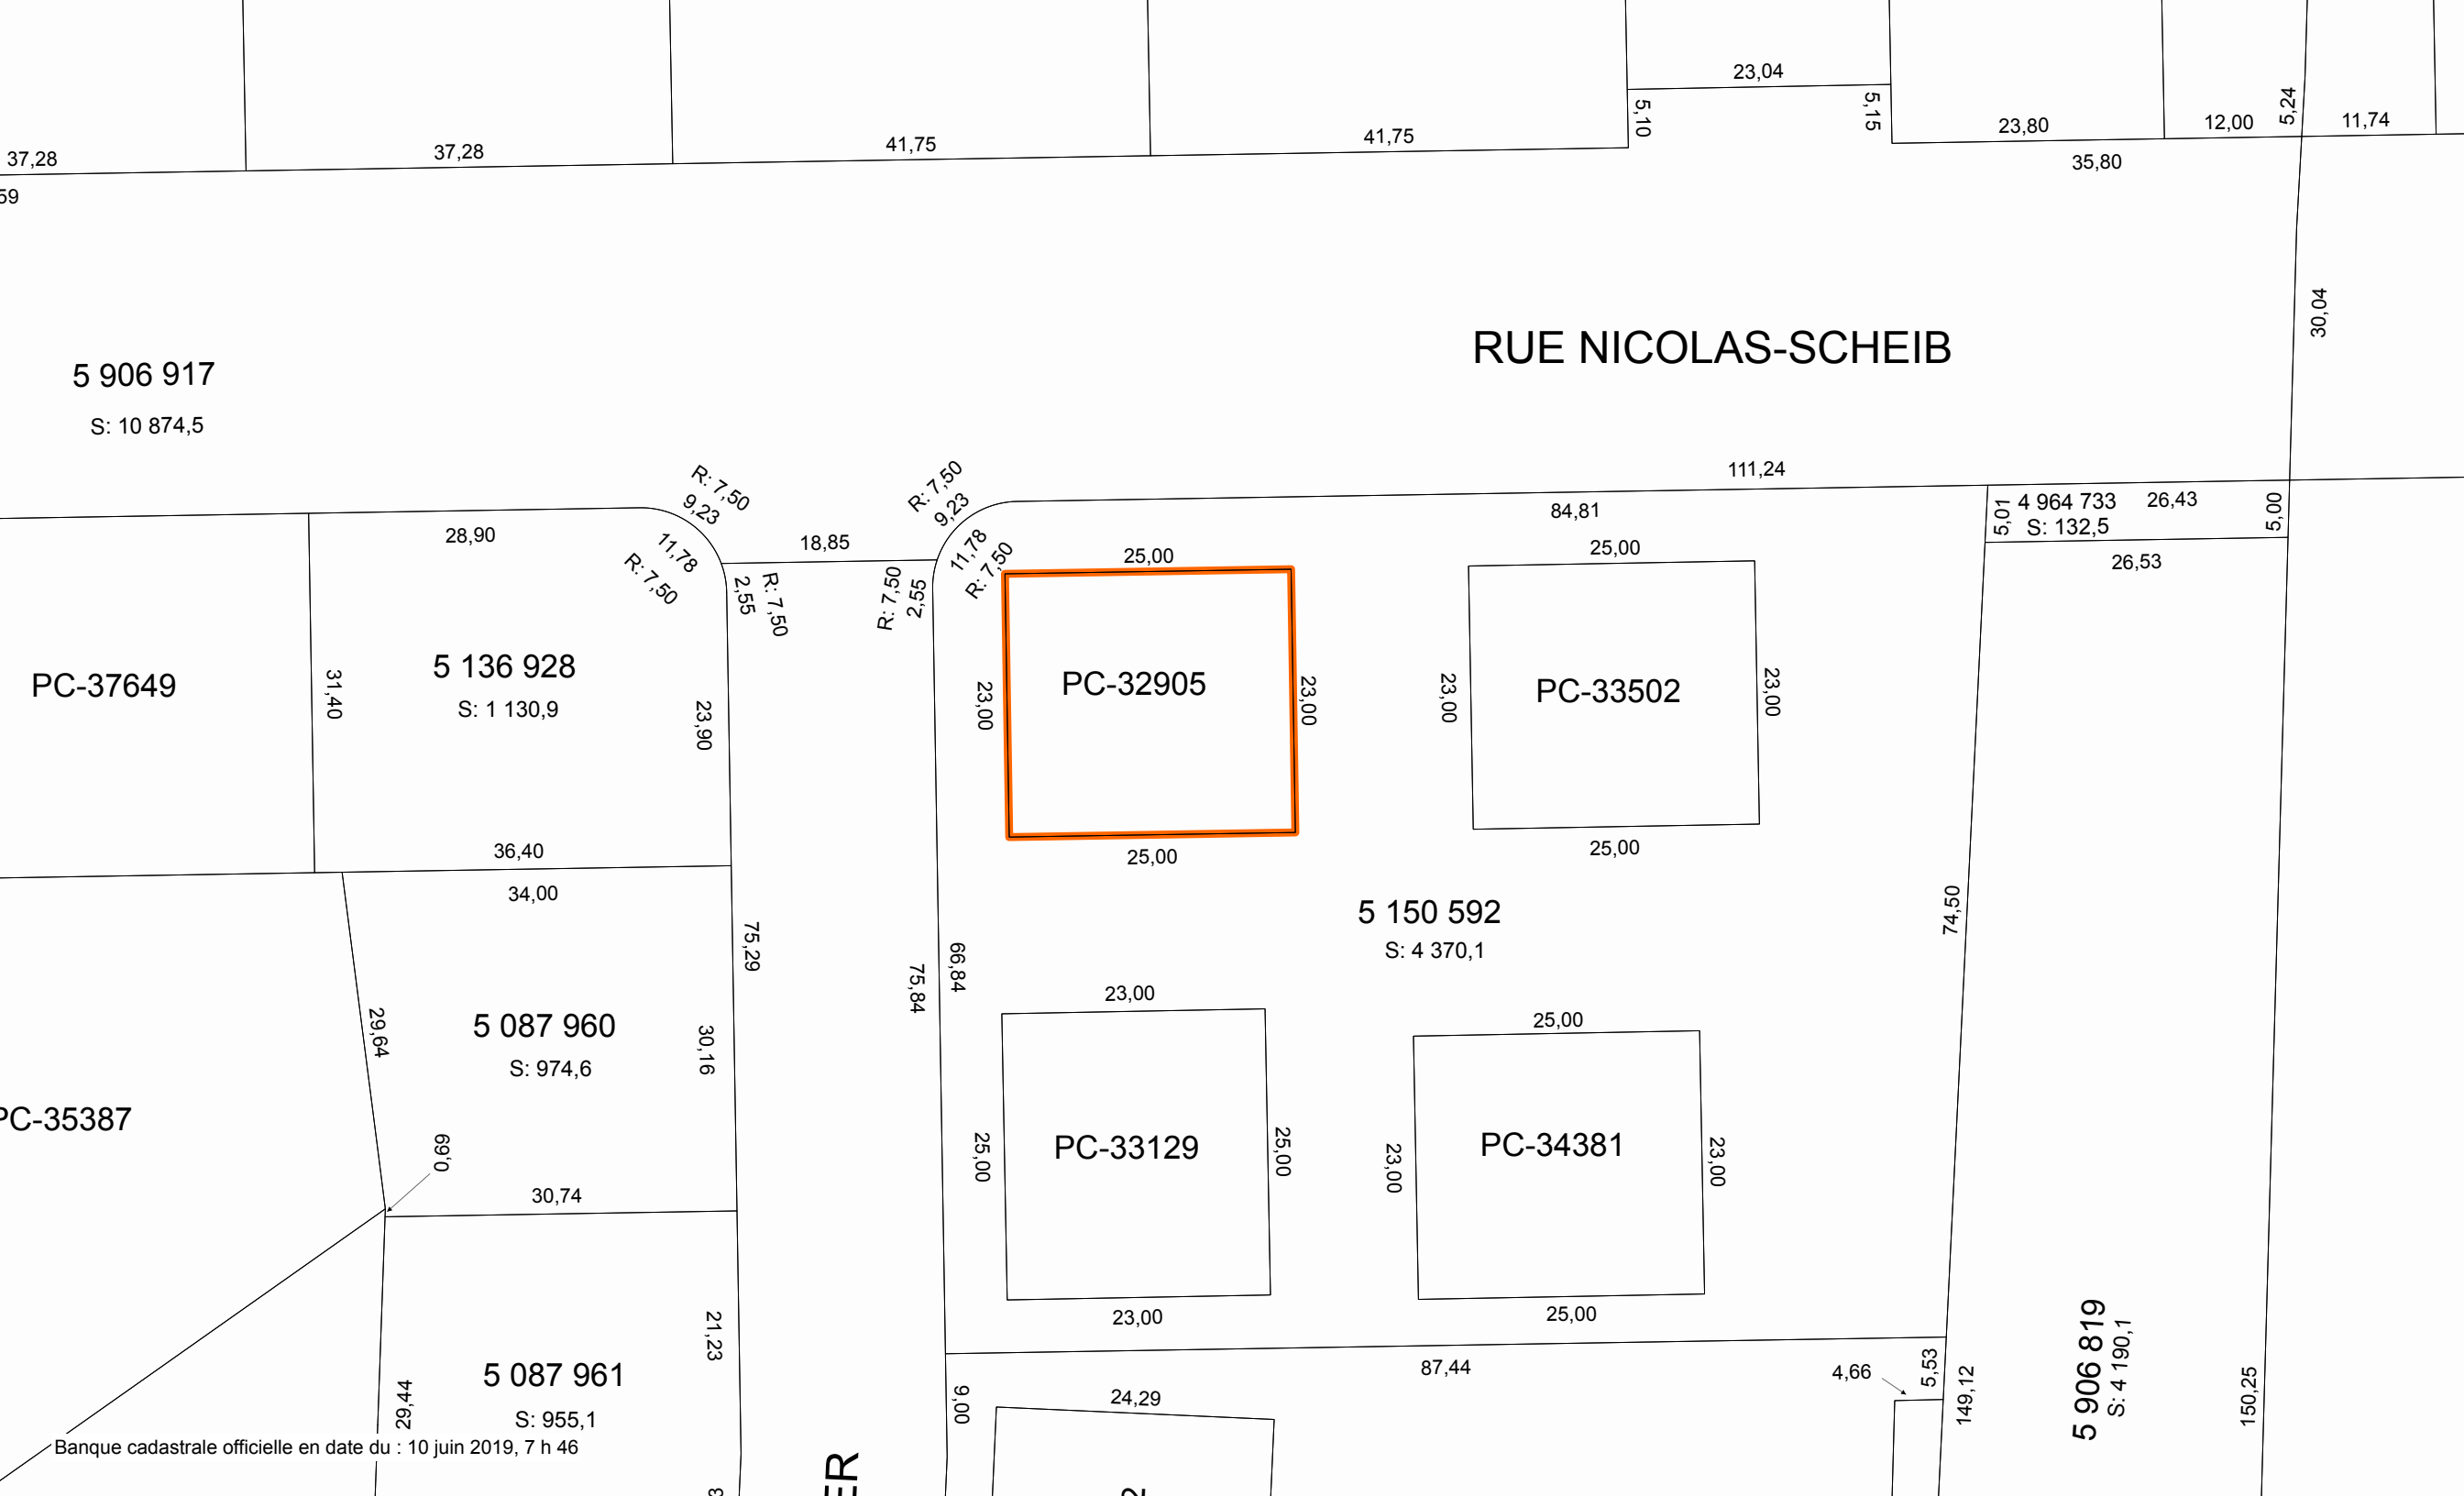 23,04
5,10
5,15
5,24
37,28
37,28
41,75
41,75
23,80
12,00
11,74
35,80
59
30,04
RUE NICOLAS-SCHEIB
5 906 917
S: 10 874,5
111,24
R: 7,50
9,23
R: 7,50
9,23
28,90
11,78
R: 7,50
18,85
11,78
R: 7,50
84,81
5,01
4 964 733
S: 132,5
26,43
5,00
26,53
2,55
R: 7,50
R: 7,50
2,55
25,00
25,00
PC-37649
31,40
5 136 928
S: 1 130,9
23,90
23,00
PC-32905
23,00
23,00
PC-33502
23,00
36,40
25,00
25,00
34,00
5 150 592
S: 4 370,1
74,50
75,29
75,84
66,84
23,00
25,00
29,64
5 087 960
S: 974,6
30,16
PC-35387
0,69
25,00
PC-33129
25,00
23,00
PC-34381
23,00
30,74
23,00
25,00
21,23
5 087 961
S: 955,1
29,44
87,44
4,66
5,53
149,12
5 906 819
S: 4 190,1
150,25
9,00
24,29
Banque cadastrale officielle en date du : 10 juin 2019, 7 h 46
ER